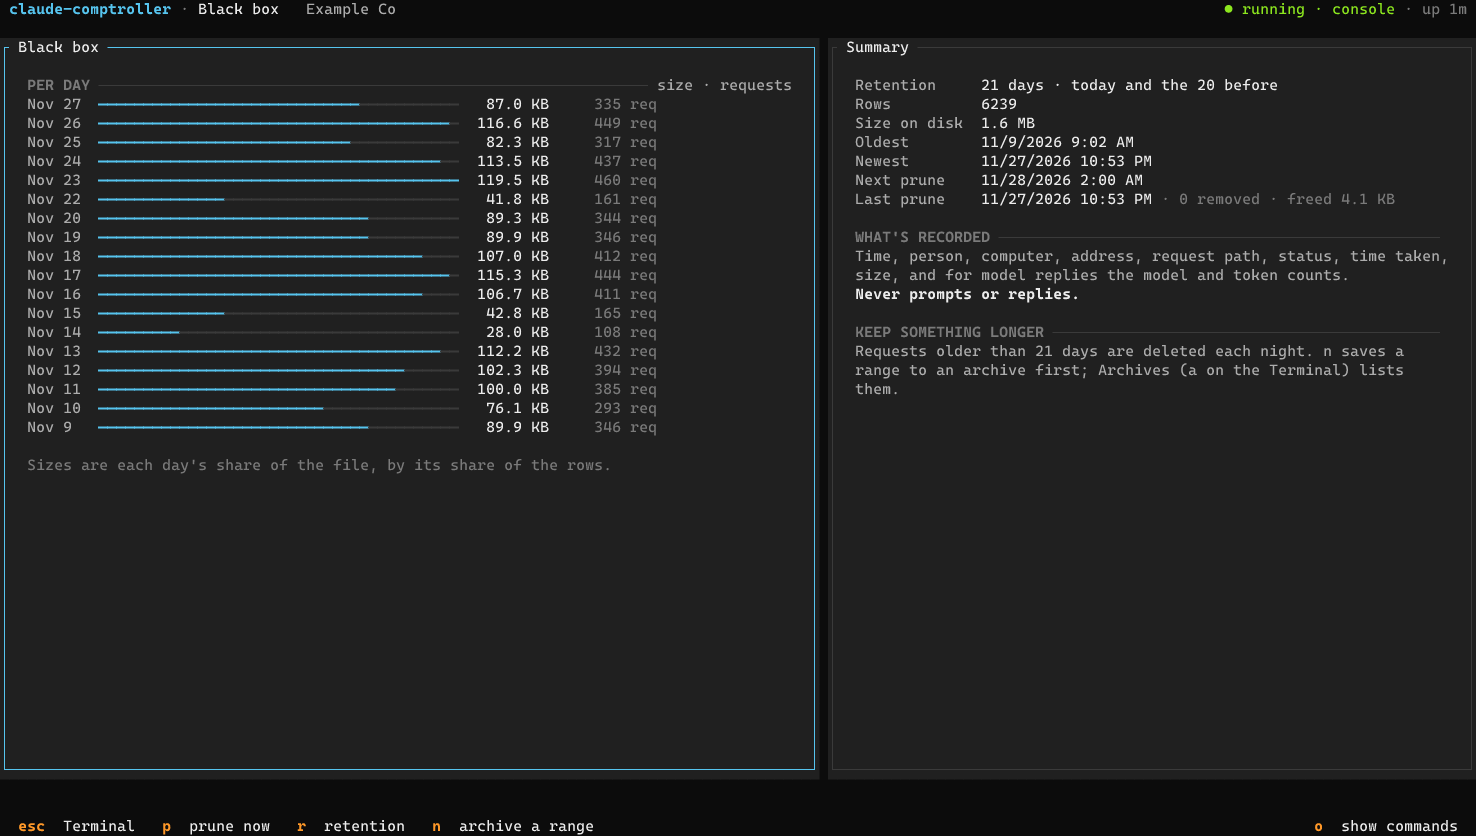 claude-comptroller · Black box Example Co ● running · console · up 1m
Black box
PER DAY size · requests
Nov 27 87.0 KB 335 req
Nov 26 116.6 KB 449 req
Nov 25 82.3 KB 317 req
Nov 24 113.5 KB 437 req
Nov 23 119.5 KB 460 req
Nov 22 41.8 KB 161 req
Nov 20 89.3 KB 344 req
Nov 19 89.9 KB 346 req
Nov 18 107.0 KB 412 req
Nov 17 115.3 KB 444 req
Nov 16 106.7 KB 411 req
Nov 15 42.8 KB 165 req
Nov 14 28.0 KB 108 req
Nov 13 112.2 KB 432 req
Nov 12 102.3 KB 394 req
Nov 11 100.0 KB 385 req
Nov 10 76.1 KB 293 req
Nov 9 89.9 KB 346 req
Sizes are each day's share of the file, by its share of the rows.
Summary
Retention 21 days · today and the 20 before
Rows 6239
Size on disk 1.6 MB
Oldest 11/9/2026 9:02 AM
Newest 11/27/2026 10:53 PM
Next prune 11/28/2026 2:00 AM
Last prune 11/27/2026 10:53 PM · 0 removed · freed 4.1 KB
WHAT'S RECORDED
Time, person, computer, address, request path, status, time taken,
size, and for model replies the model and token counts.
Never prompts or replies.
KEEP SOMETHING LONGER
Requests older than 21 days are deleted each night. n saves a
range to an archive first; Archives (a on the Terminal) lists
them.
esc Terminal p prune now r retention n archive a range o show commands